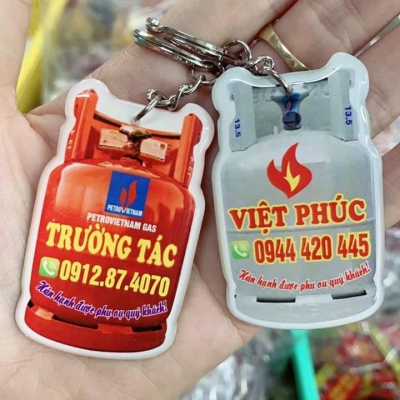 PETROVIETNAM
PETROVIETNAM GAS
TRƯỜNG TÁC
0912.87.4070
Hân hạnh được phụ vụ quý khách!
13.5
13.5
VIỆT PHÚC
0944 420 445
Hân hạnh được phục vụ quý khách!